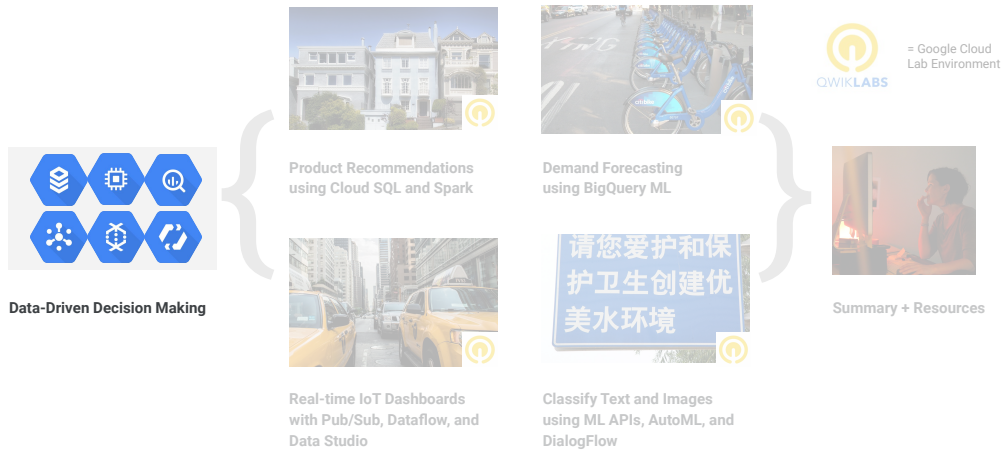 QWIKLABS
= Google Cloud
Lab Environment
Data-Driven Decision Making
Product Recommendations
using Cloud SQL and Spark
Demand Forecasting
using BigQuery ML
请您爱护和保
护卫生创建优
美水环境
Real-time IoT Dashboards
with Pub/Sub, Dataflow, and
Data Studio
Classify Text and Images
using ML APIs, AutoML, and
DialogFlow
Summary + Resources